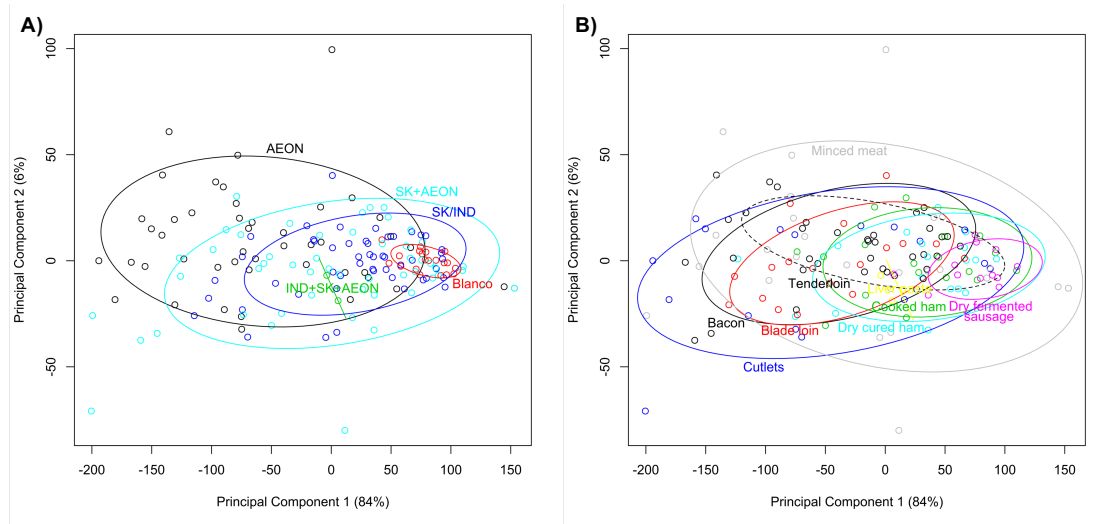 A)
B)
Principal Component 2 (6%)
100
50
0
-50
AEON
SK+AEON
SK/IND
IND+SK+AEON
Blanco
-200 -150 -100 -50 0 50 100 150
Principal Component 1 (84%)
Principal Component 2 (6%)
100
50
0
-50
Minced meat
Tenderloin
Cooked ham
Dry fermented
sausage
Bacon
Blade loin
Dry cured ham
Cutlets
-200 -150 -100 -50 0 50 100 150
Principal Component 1 (84%)